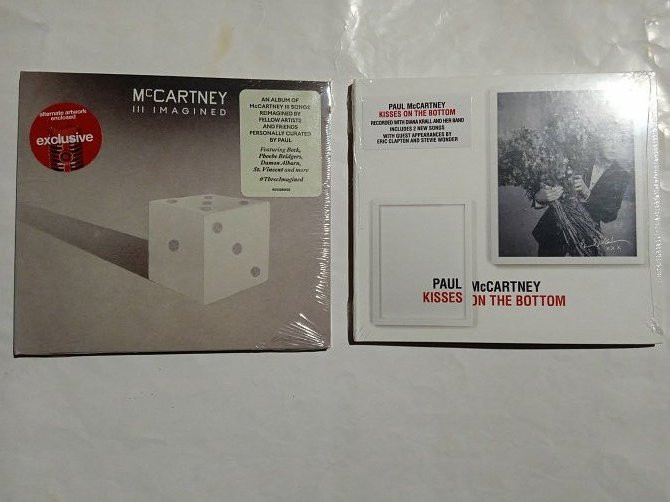 McCARTNEY
III IMAGINED
alternate artwork
enclosed
exclusive
AN ALBUM OF
McCARTNEY III SONGS
REIMAGINED BY
FELLOW ARTISTS
AND FRIENDS
PERSONALLY CURATED
BY PAUL
Featuring Beck,
Phoebe Bridgers,
Damon Albarn,
St. Vincent and more
#ThreeImagined
PAUL McCARTNEY
KISSES ON THE BOTTOM
RECORDED WITH DIANA KRALL AND HER BAND
INCLUDES 2 NEW SONGS
WITH GUEST APPEARANCES BY
ERIC CLAPTON AND STEVIE WONDER
PAUL McCARTNEY
KISSES ON THE BOTTOM